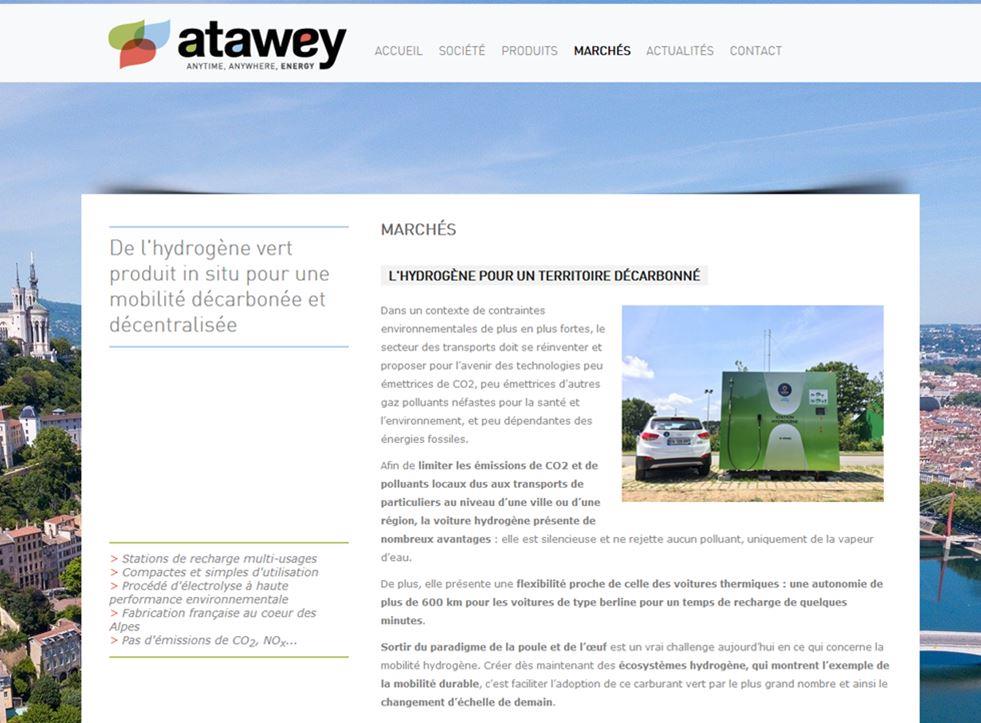 atawey
ANYTIME, ANYWHERE, ENERGY
ACCUEIL SOCIÉTÉ PRODUITS MARCHÉS ACTUALITÉS CONTACT
De l'hydrogène vert
produit in situ pour une
mobilité décarbonée et
décentralisée
> Stations de recharge multi-usages
> Compactes et simples d'utilisation
> Procédé d'électrolyse à haute
performance environnementale
> Fabrication française au coeur des
Alpes
> Pas d'émissions de CO2, NOx...
MARCHÉS
L'HYDROGÈNE POUR UN TERRITOIRE DÉCARBONNÉ
Dans un contexte de contraintes
environnementales de plus en plus fortes, le
secteur des transports doit se réinventer et
proposer pour l'avenir des technologies peu
émettrices de CO2, peu émettrices d'autres
gaz polluants néfastes pour la santé et
l'environnement, et peu dépendantes des
énergies fossiles.
STATION
HYDROGÈNE
Afin de limiter les émissions de CO2 et de
polluants locaux dus aux transports de
particuliers au niveau d'une ville ou d'une
région, la voiture hydrogène présente de
nombreux avantages : elle est silencieuse et ne rejette aucun polluant, uniquement de la vapeur
d'eau.
De plus, elle présente une flexibilité proche de celle des voitures thermiques : une autonomie de
plus de 600 km pour les voitures de type berline pour un temps de recharge de quelques
minutes.
Sortir du paradigme de la poule et de l'œuf est un vrai challenge aujourd'hui en ce qui concerne la
mobilité hydrogène. Créer dès maintenant des écosystèmes hydrogène, qui montrent l'exemple de
la mobilité durable, c'est faciliter l'adoption de ce carburant vert par le plus grand nombre et ainsi le
changement d'échelle de demain.